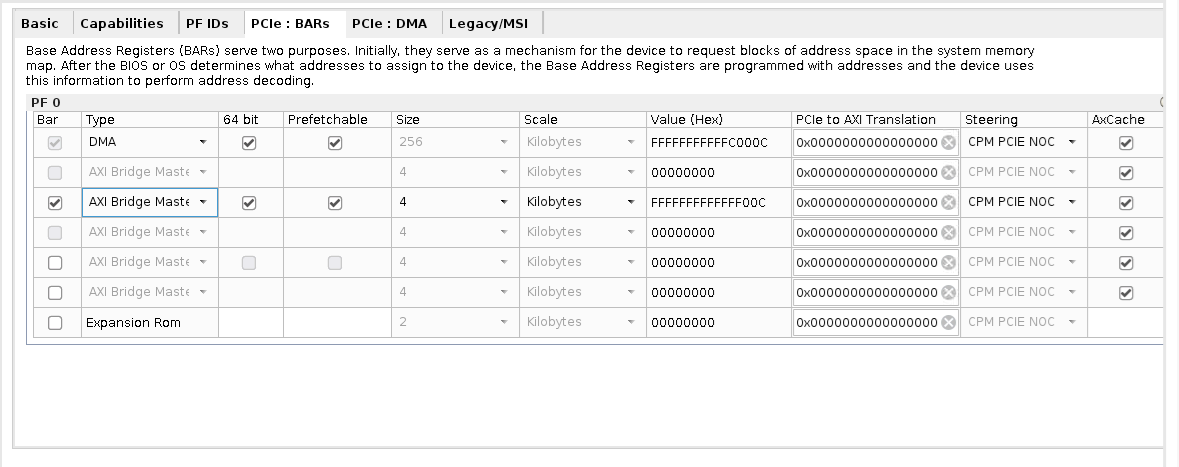 Basic Capabilities PF IDs PCIe : BARs PCIe : DMA Legacy/MSI
Base Address Registers (BARs) serve two purposes. Initially, they serve as a mechanism for the device to request blocks of address space in the system memory
map. After the BIOS or OS determines what addresses to assign to the device, the Base Address Registers are programmed with addresses and the device uses
this information to perform address decoding.
PF 0
Bar Type 64 bit Prefetchable Size Scale Value (Hex) PCIe to AXI Translation Steering AxCache
DMA 256 Kilobytes FFFFFFFFFFFC000C 0x0000000000000000 CPM PCIE NOC
AXI Bridge Maste 4 Kilobytes 00000000 0x0000000000000000 CPM PCIE NOC
AXI Bridge Maste 4 Kilobytes FFFFFFFFFFFFF00C 0x0000000000000000 CPM PCIE NOC
AXI Bridge Maste 4 Kilobytes 00000000 0x0000000000000000 CPM PCIE NOC
AXI Bridge Maste 4 Kilobytes 00000000 0x0000000000000000 CPM PCIE NOC
AXI Bridge Maste 4 Kilobytes 00000000 0x0000000000000000 CPM PCIE NOC
Expansion Rom 2 Kilobytes 00000000 0x0000000000000000 CPM PCIE NOC